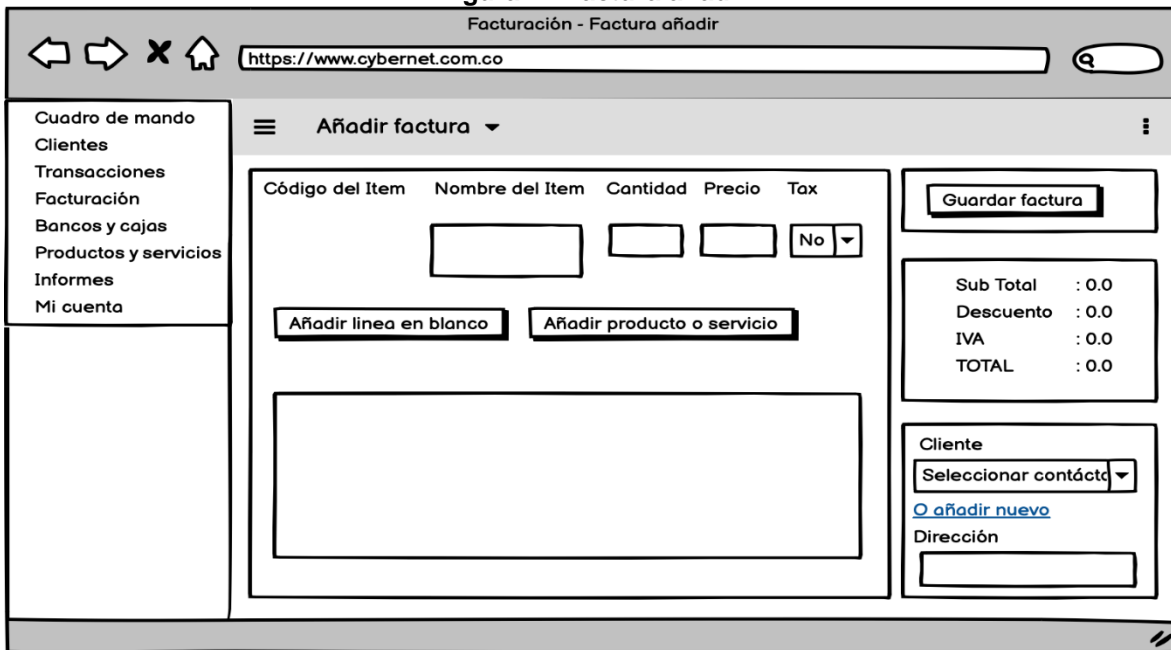 Facturación - Factura añadir
https://www.cybernet.com.co
Cuadro de mando
Clientes
Transacciones
Facturación
Bancos y cajas
Productos y servicios
Informes
Mi cuenta
Añadir factura
Código del Item Nombre del Item Cantidad Precio Tax
No
Añadir linea en blanco Añadir producto o servicio
Guardar factura
Sub Total : 0.0
Descuento : 0.0
IVA : 0.0
TOTAL : 0.0
Cliente
Seleccionar contácto
O añadir nuevo
Dirección